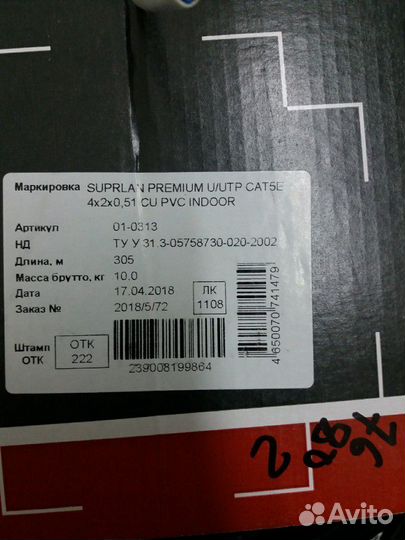 Маркировка SUPRLAN PREMIUM U/UTP CAT5E
4x2x0,51 CU PVC INDOOR
Артикул 01-0313
НД ТУ У 31.3-05758730-020-2002
Длина, м 305
Масса брутто, кг 10.0
Дата 17.04.2018
Заказ № 2018/5/72
ЛК
1108
Штамп
ОТК
ОТК
222
239008199864
4650070741479
2
Avito